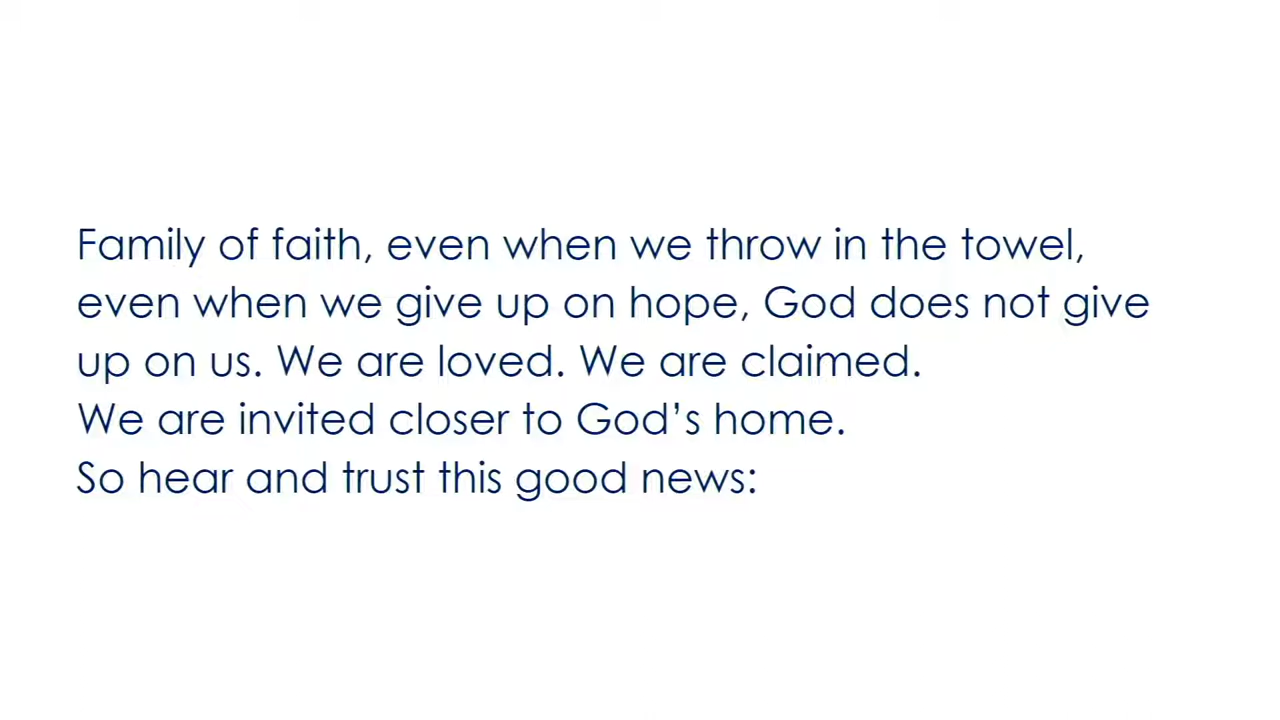 Family of faith, even when we throw in the towel,
even when we give up on hope, God does not give
up on us. We are loved. We are claimed.
We are invited closer to God’s home.
So hear and trust this good news: